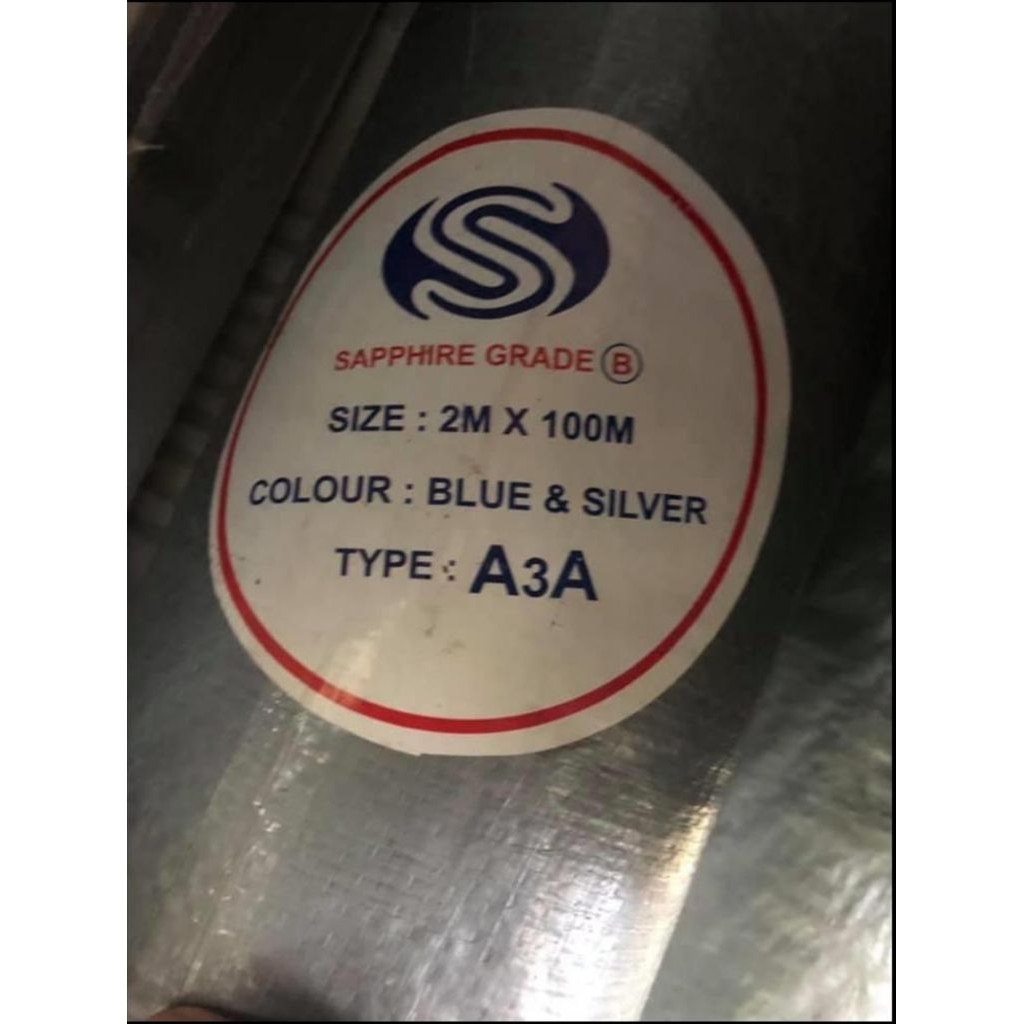 SAPPHIRE GRADE B
SIZE : 2M X 100M
COLOUR : BLUE & SILVER
TYPE : A3A